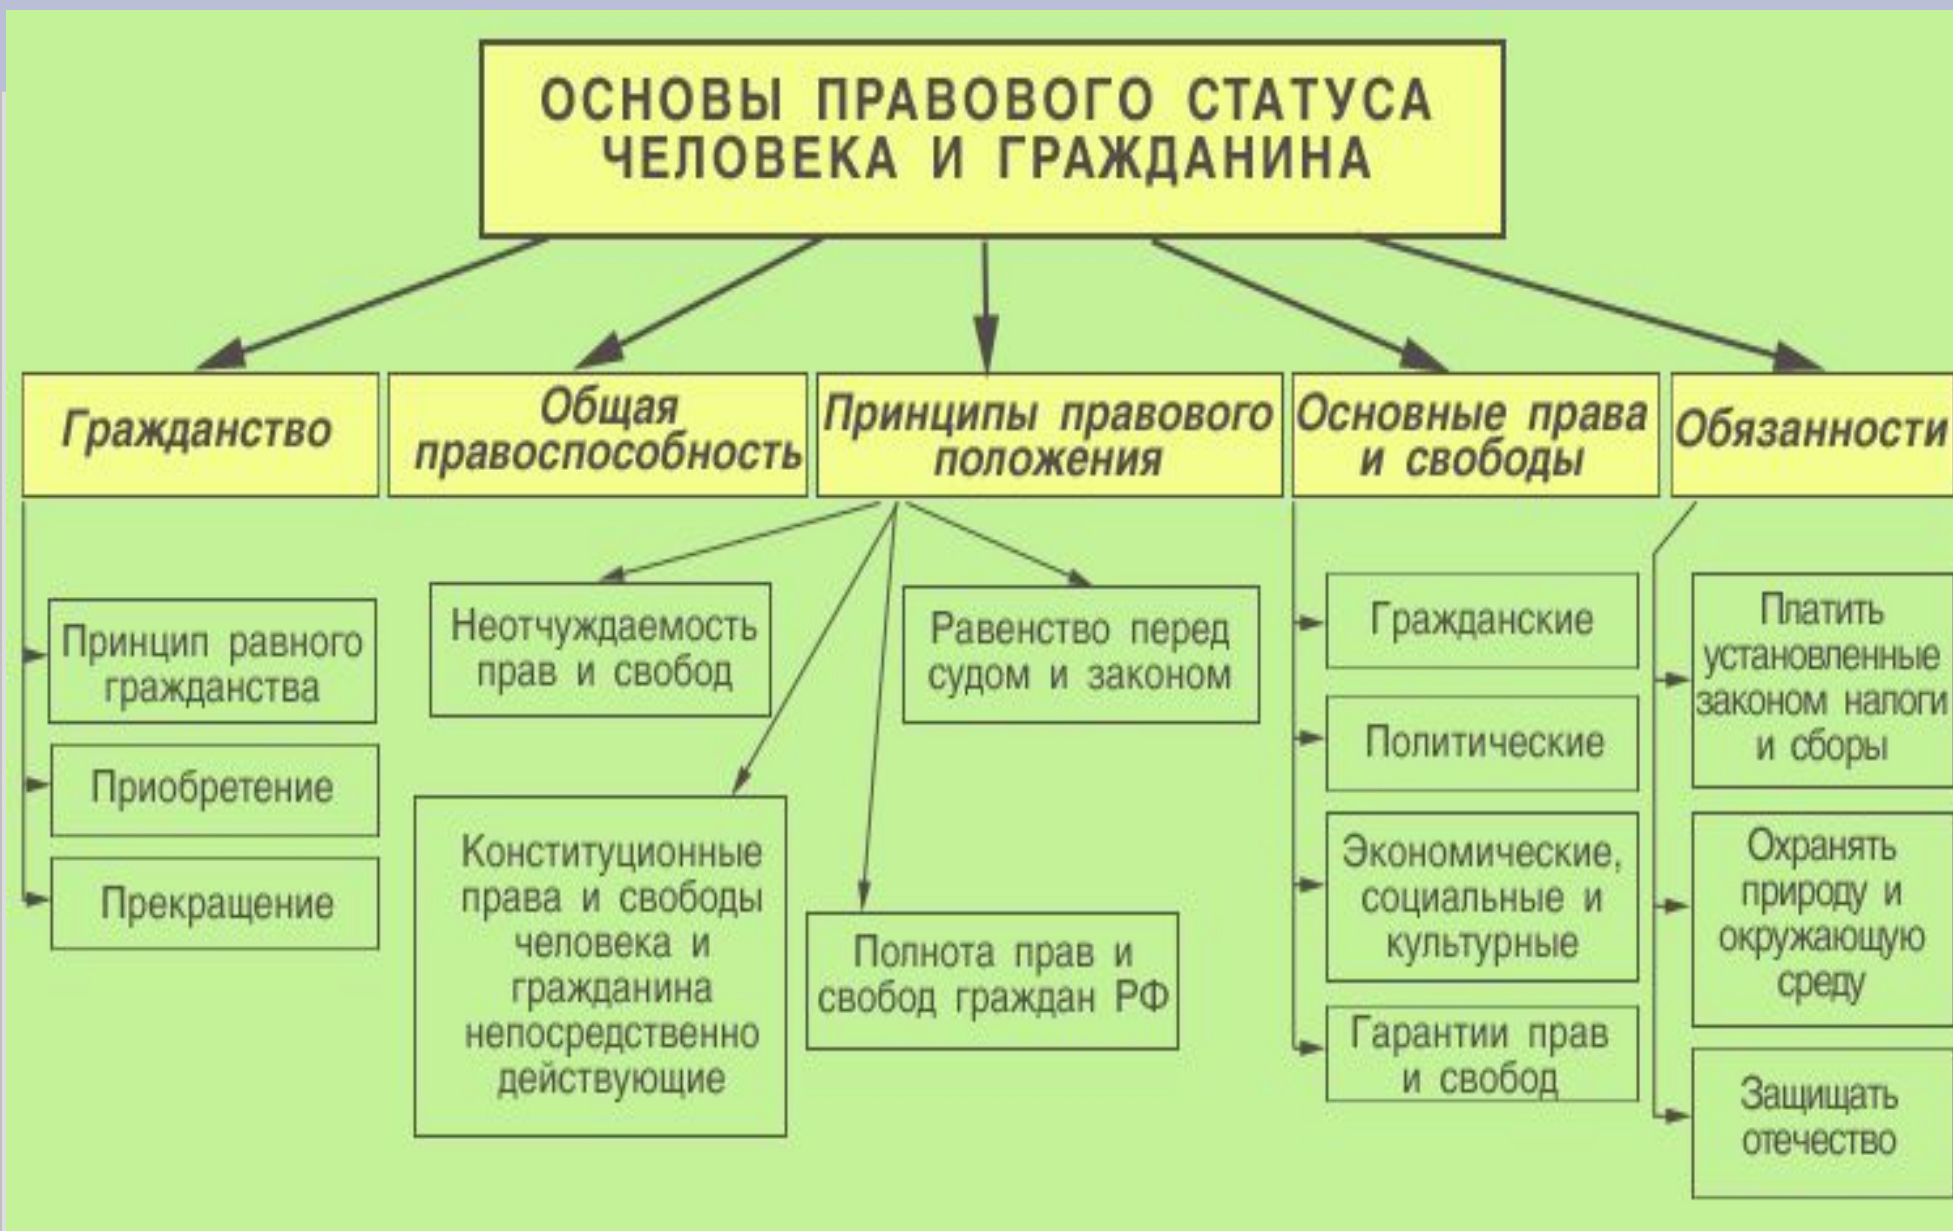 ОСНОВЫ ПРАВОВОГО СТАТУСА
ЧЕЛОВЕКА И ГРАЖДАНИНА
Гражданство
Общая
правоспособность
Принципы правового
положения
Основные права
и свободы
Обязанности
Принцип равного
гражданства
Приобретение
Прекращение
Неотчуждаемость
прав и свобод
Равенство перед
судом и законом
Конституционные
права и свободы
человека и
гражданина
непосредственно
действующие
Полнота прав и
свобод граждан РФ
Гражданские
Политические
Экономические,
социальные и
культурные
Гарантии прав
и свобод
Платить
установленные
законом налоги
и сборы
Охранять
природу и
окружающую
среду
Защищать
отечество